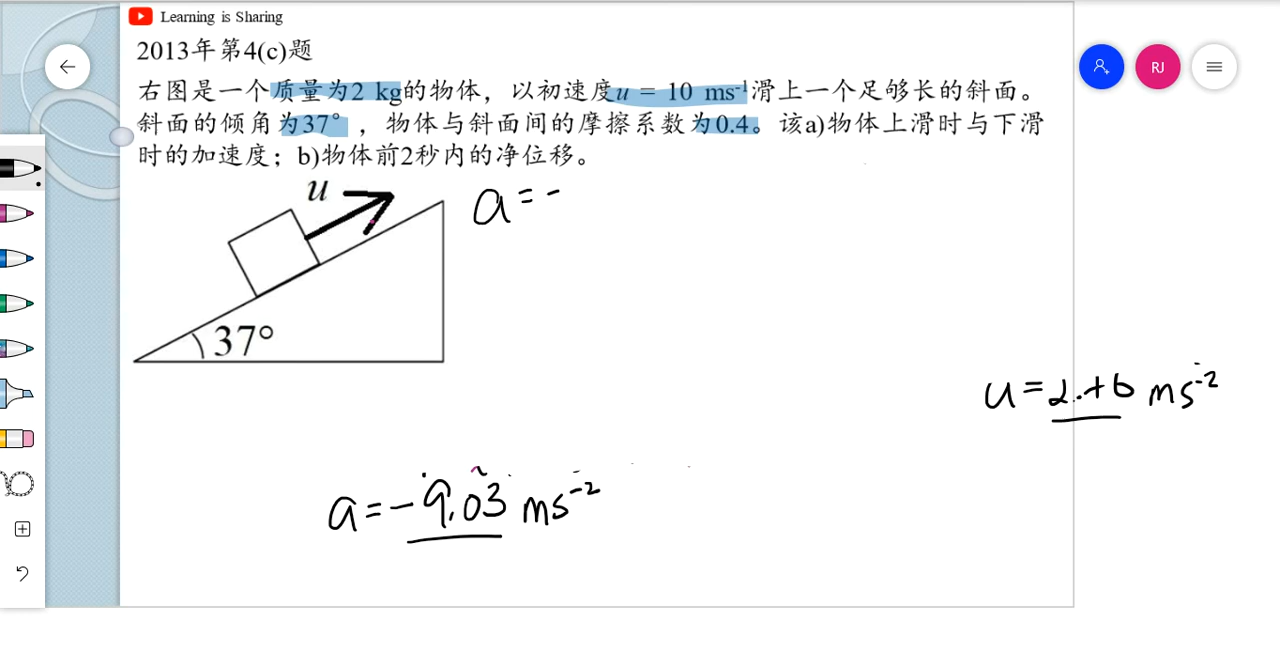 Learning is Sharing
2013年第4(c)题
右图是一个质量为2 kg的物体，以初速度u = 10 ms-1滑上一个足够长的斜面。
斜面的倾角为37°，物体与斜面间的摩擦系数为0.4。该a)物体上滑时与下滑
时的加速度；b)物体前2秒内的净位移。
u
a=-
37°
u= ms-2
a=-9.03 ms-2
RJ